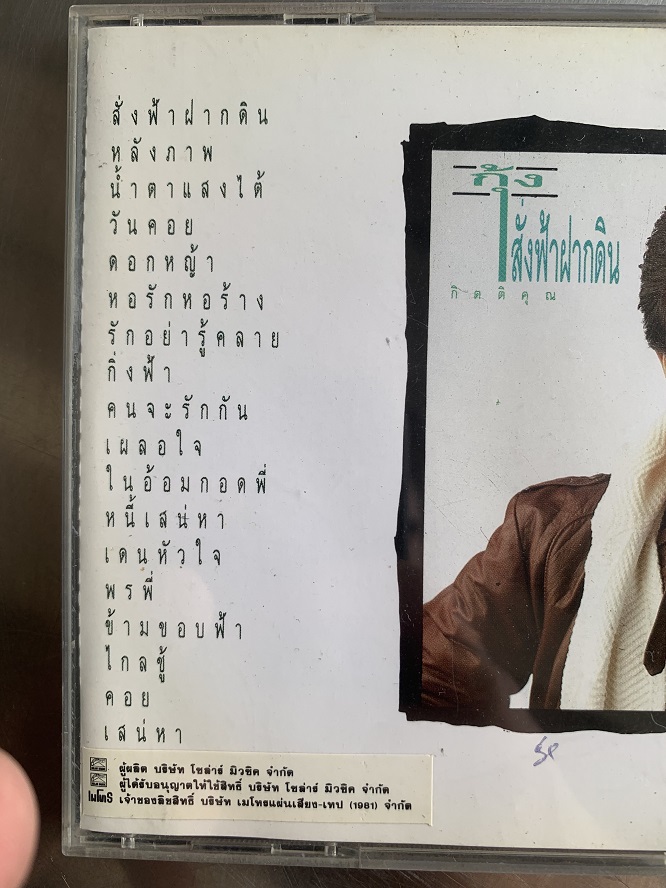 สั่งฟ้าฝากดิน
หลังภาพ
น้ำตาแสงไต้
วันคอย
ดอกหญ้า
หอรักหอร้าง
รักอย่ารู้คลาย
กิ่งฟ้า
คนจะรักกัน
เผลอใจ
ในอ้อมกอดพี่
หนี้เสน่หา
เดนหัวใจ
พรพี่
ข้ามขอบฟ้า
ไกลชู้
คอย
เสน่หา
กุ้ง
สั่งฟ้าฝากดิน
กิตติคุณ
ผู้ผลิต บริษัท โซล่าร์ มิวซิค จำกัด
ผู้ได้รับอนุญาตให้ใช้สิทธิ์ บริษัท โซล่าร์ มิวซิค จำกัด
เมโทร เจ้าของลิขสิทธิ์ บริษัท เมโทรแผ่นเสียง-เทป (1981) จำกัด